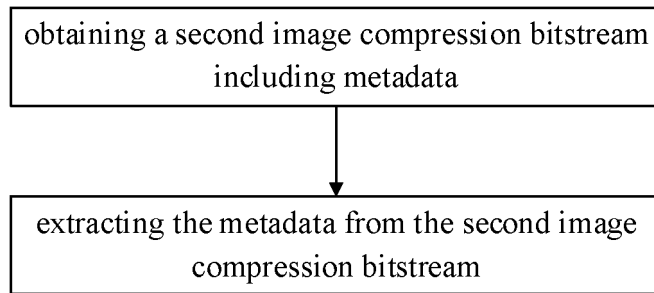 obtaining a second image compression bitstream
including metadata
extracting the metadata from the second image
compression bitstream